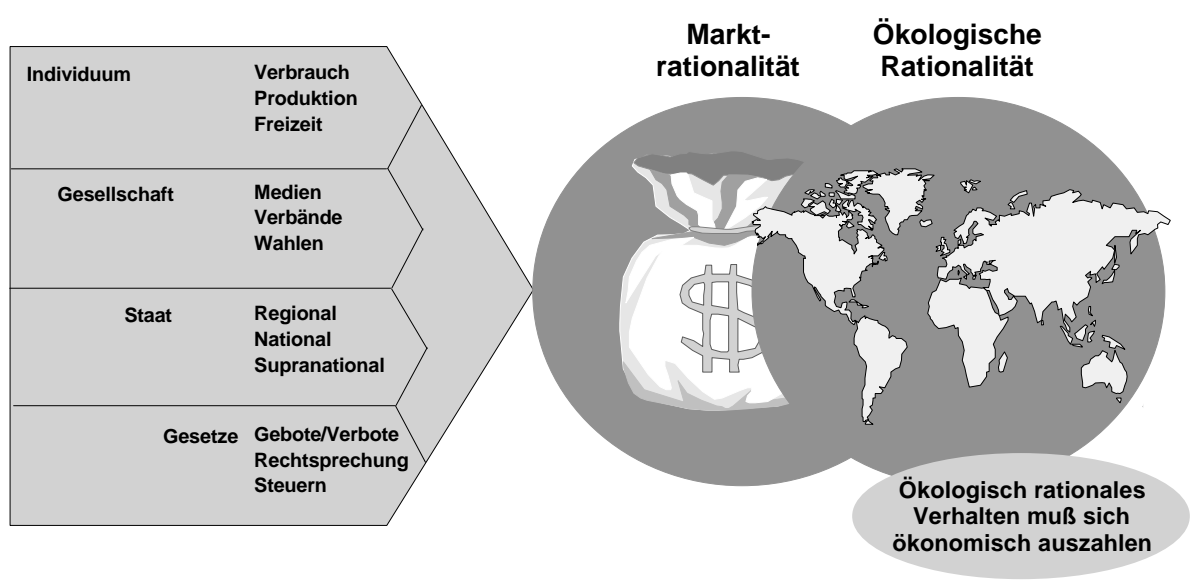 Individuum
Verbrauch
Produktion
Freizeit
Gesellschaft
Medien
Verbände
Wahlen
Staat
Regional
National
Supranational
Gesetze
Gebote/Verbote
Rechtsprechung
Steuern
Markt-
rationalität
Ökologische
Rationalität
$
Ökologisch rationales
Verhalten muß sich
ökonomisch auszahlen